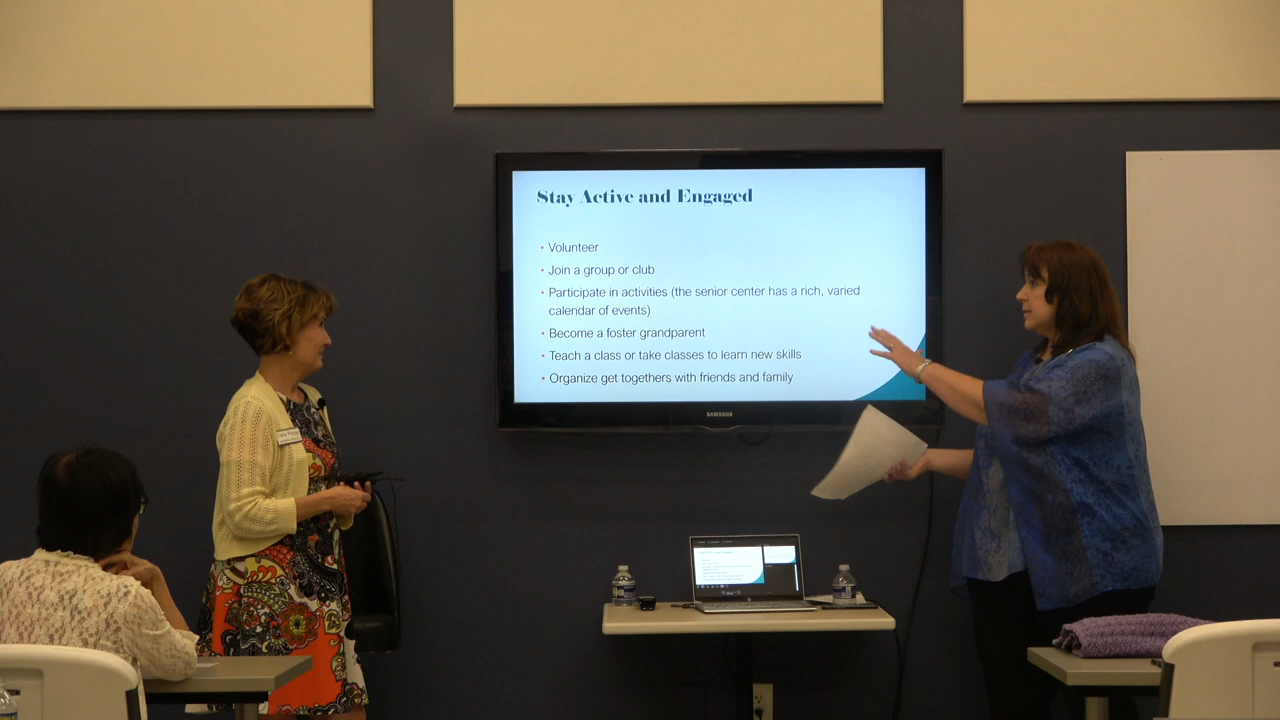 Stay Active and Engaged
• Volunteer
• Join a group or club
• Participate in activities (the senior center has a rich, varied
calendar of events)
• Become a foster grandparent
• Teach a class or take classes to learn new skills
• Organize get togethers with friends and family
SAMSUNG